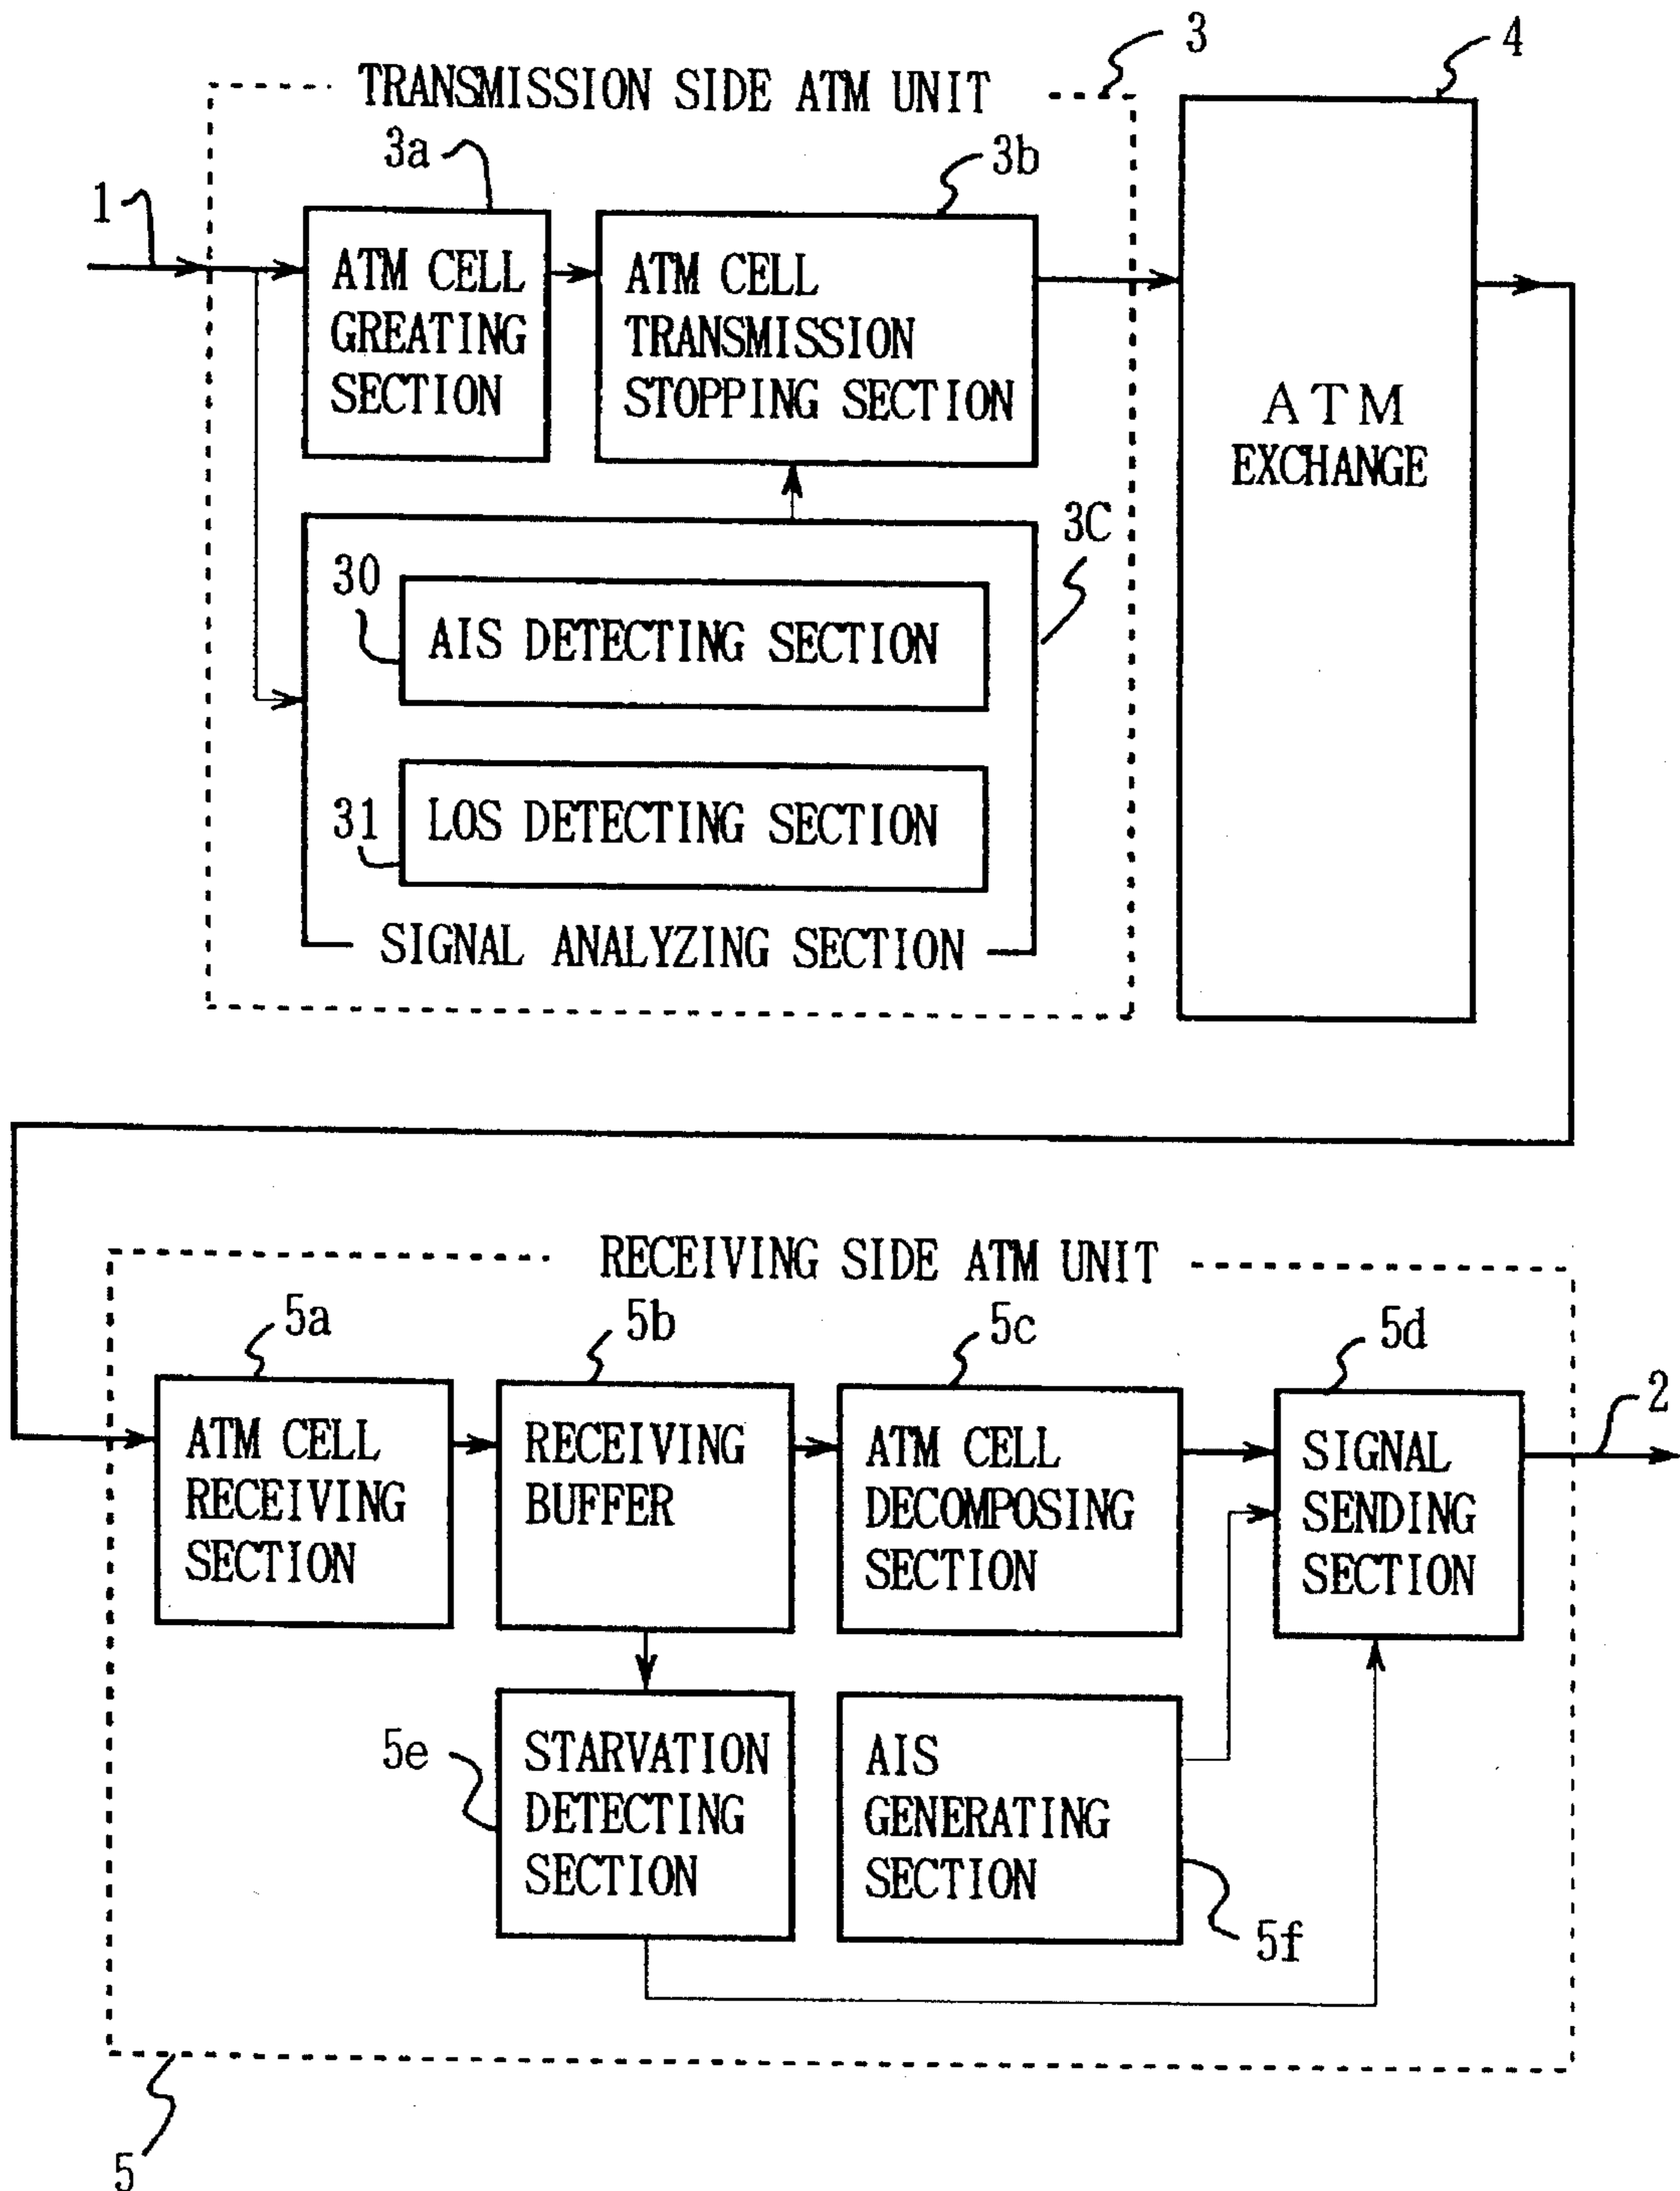 3
4
TRANSMISSION SIDE ATM UNIT
3a
3b
1
ATM CELL
GREATING
SECTION
ATM CELL
TRANSMISSION
STOPPING SECTION
ATM
EXCHANGE
3C
30
AIS DETECTING SECTION
31
LOS DETECTING SECTION
SIGNAL ANALYZING SECTION
RECEIVING SIDE ATM UNIT
5a
5b
5c
5d
2
ATM CELL
RECEIVING
SECTION
RECEIVING
BUFFER
ATM CELL
DECOMPOSING
SECTION
SIGNAL
SENDING
SECTION
5e
STARVATION
DETECTING
SECTION
AIS
GENERATING
SECTION
5f
5